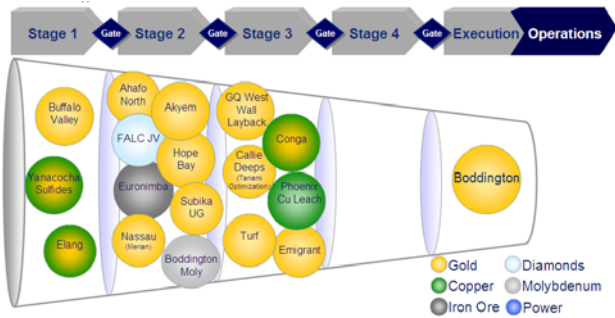 Stage 1
Gate
Stage 2
Gate
Stage 3
Gate
Stage 4
Gate
Execution
Operations
Buffalo
Valley
Yanacocha
Sulfides
Elang
Ahafo
North
FALC JV
Euronimba
Nassau
(Merian)
Akyem
Hope
Bay
Subika
UG
Boddington
Moly
GQ West
Wall
Layback
Callie
Deeps
(Tanami
Optimization)
Turf
Conga
Phoenix
Cu Leach
Emigrant
Boddington
Gold
Diamonds
Copper
Molybdenum
Iron Ore
Power